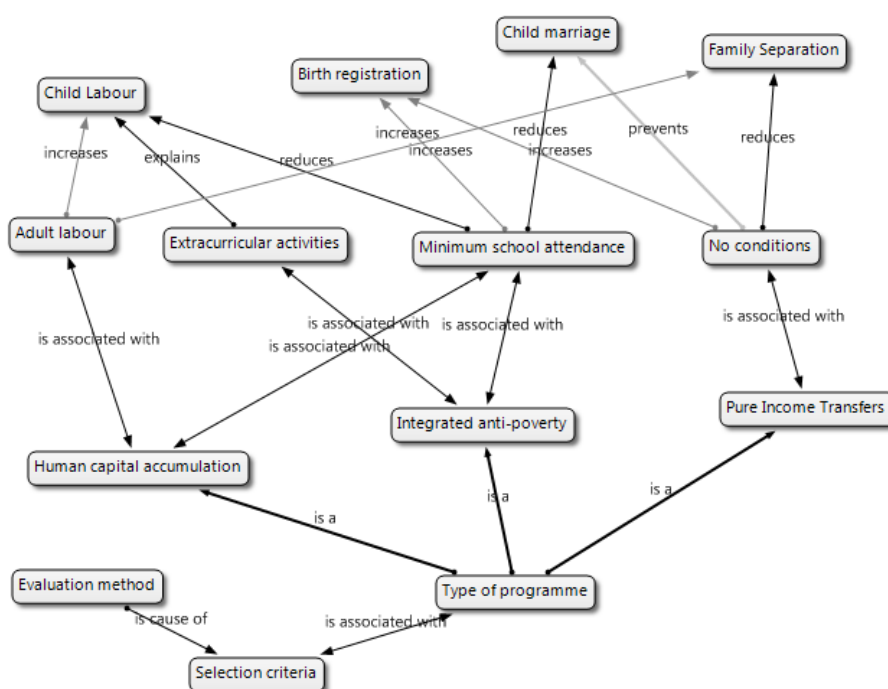 Child marriage
Family Separation
Birth registration
Child Labour
increases
reduces
prevents
increases
explains
reduces
increases
increases
reduces
Adult labour
Extracurricular activities
Minimum school attendance
No conditions
is associated with
is associated with
is associated with
is associated with
is associated with
Pure Income Transfers
Integrated anti-poverty
Human capital accumulation
is a
is a
is a
Evaluation method
Type of programme
is cause of
is associated with
Selection criteria